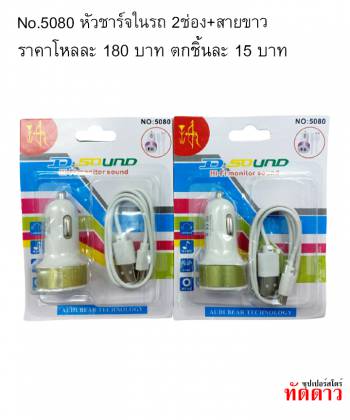 No.5080 หัวชาร์จในรถ 2ช่อง+สายขาว
ราคาโหลละ 180 บาท ตกชิ้นละ 15 บาท
NO:5080
NO:5080
SOUND
Hi-Fi monitor sound
SOUND
Hi-Fi monitor sound
AUDI BEAR TECHNOLOGY
AUDI BEAR TECHNOLOGY
ซุปเปอร์สโตร์
ทัดดาว